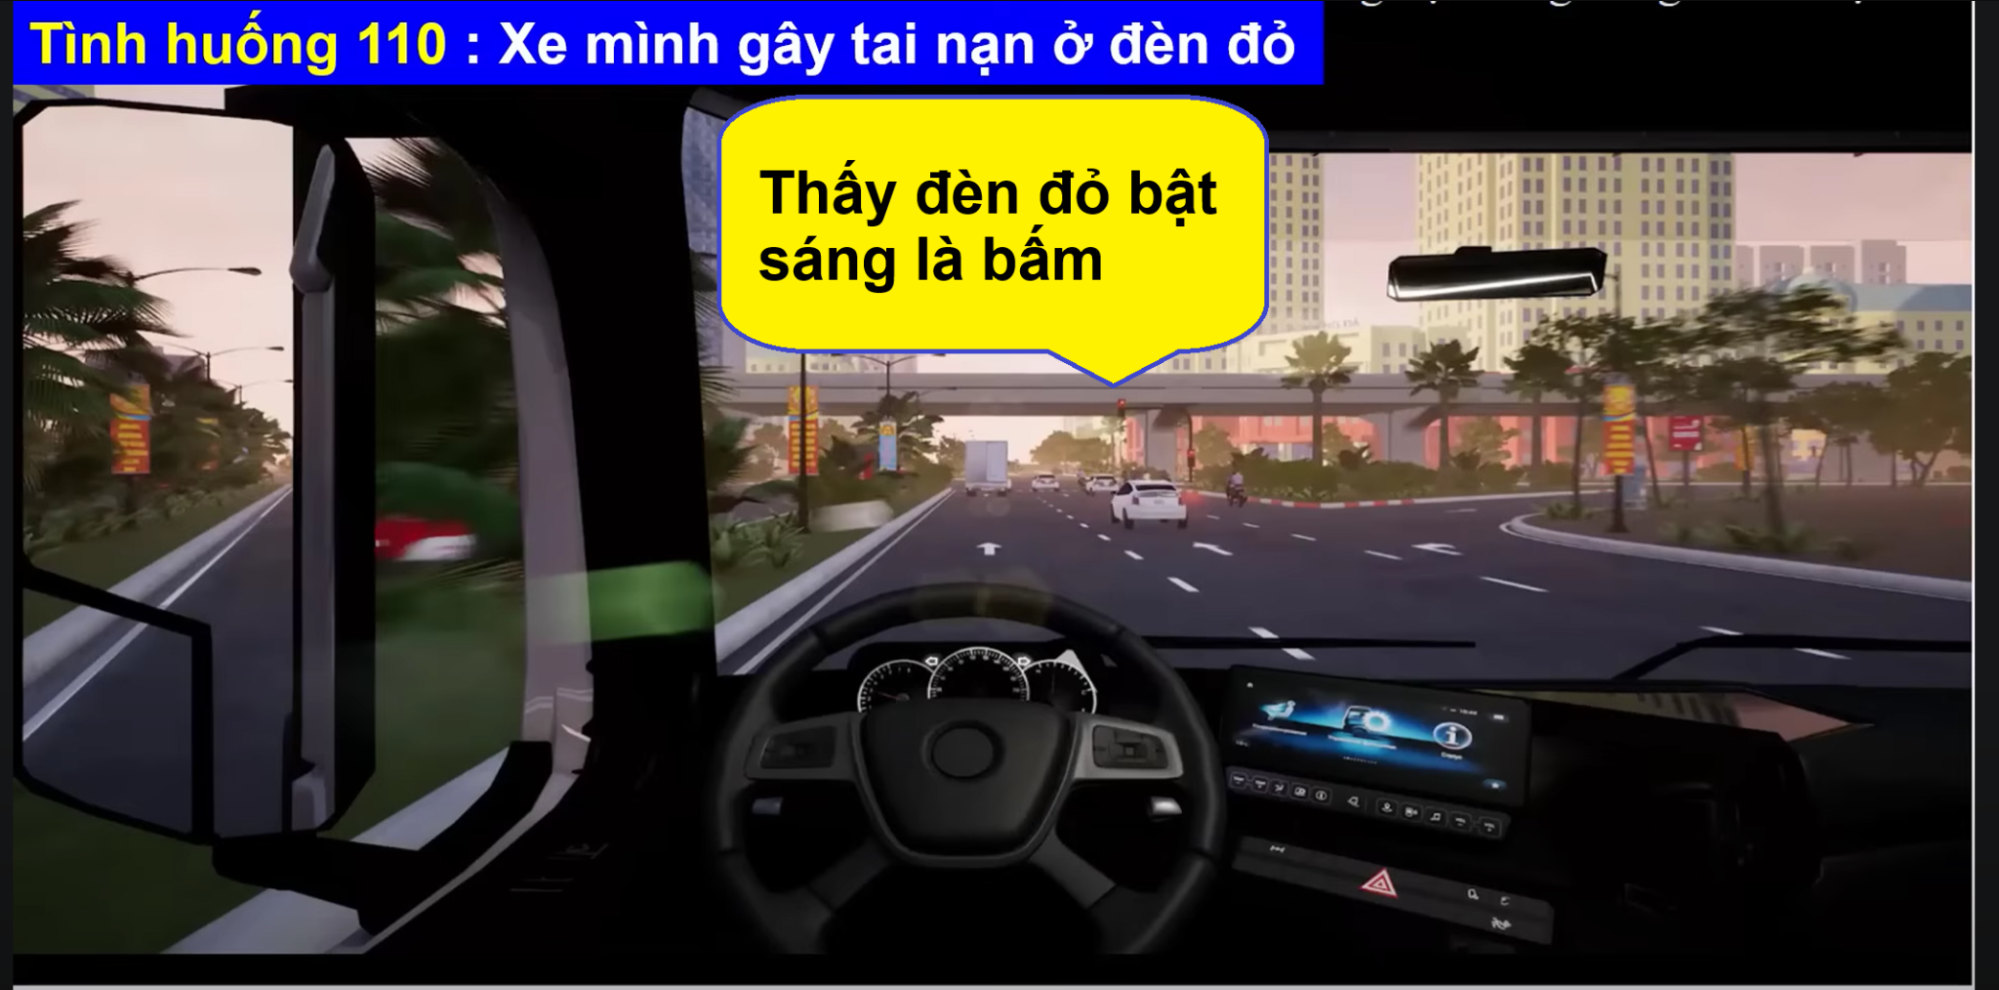 Tình huống 110 : Xe mình gây tai nạn ở đèn đỏ
Thấy đèn đỏ bật
sáng là bấm